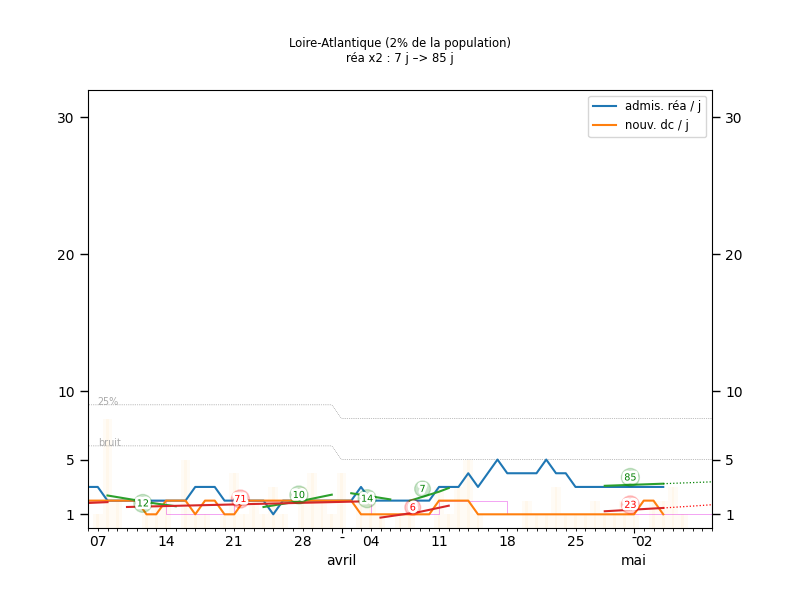 Loire-Atlantique (2% de la population)
réa x2 : 7 j –> 85 j
admis. réa / j
nouv. dc / j
30 30
20 20
10 10
25%
bruit
5 5
1 1
12 71 10 14 7 6 85 23
07 14 21 28 - 04 11 18 25 - 02
avril mai